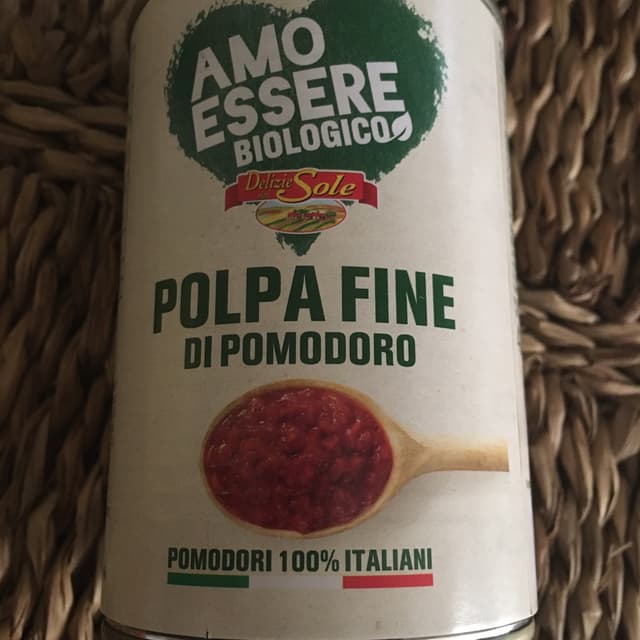 AMO
ESSERE
BIOLOGICO
Delizie Sole
POLPA FINE
DI POMODORO
POMODORI 100% ITALIANI